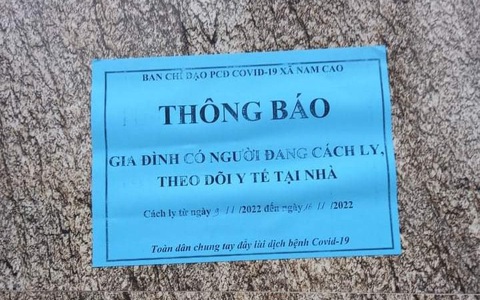 BAN CHỈ ĐẠO PCD COVID-19 XÃ NAM CAO
THÔNG BÁO
GIA ĐÌNH CÓ NGƯỜI ĐANG CÁCH LY,
THEO DÕI Y TẾ TẠI NHÀ
Cách ly từ ngày /2022 đến ngày /2022
Toàn dân chung tay đẩy lùi dịch bệnh Covid-19